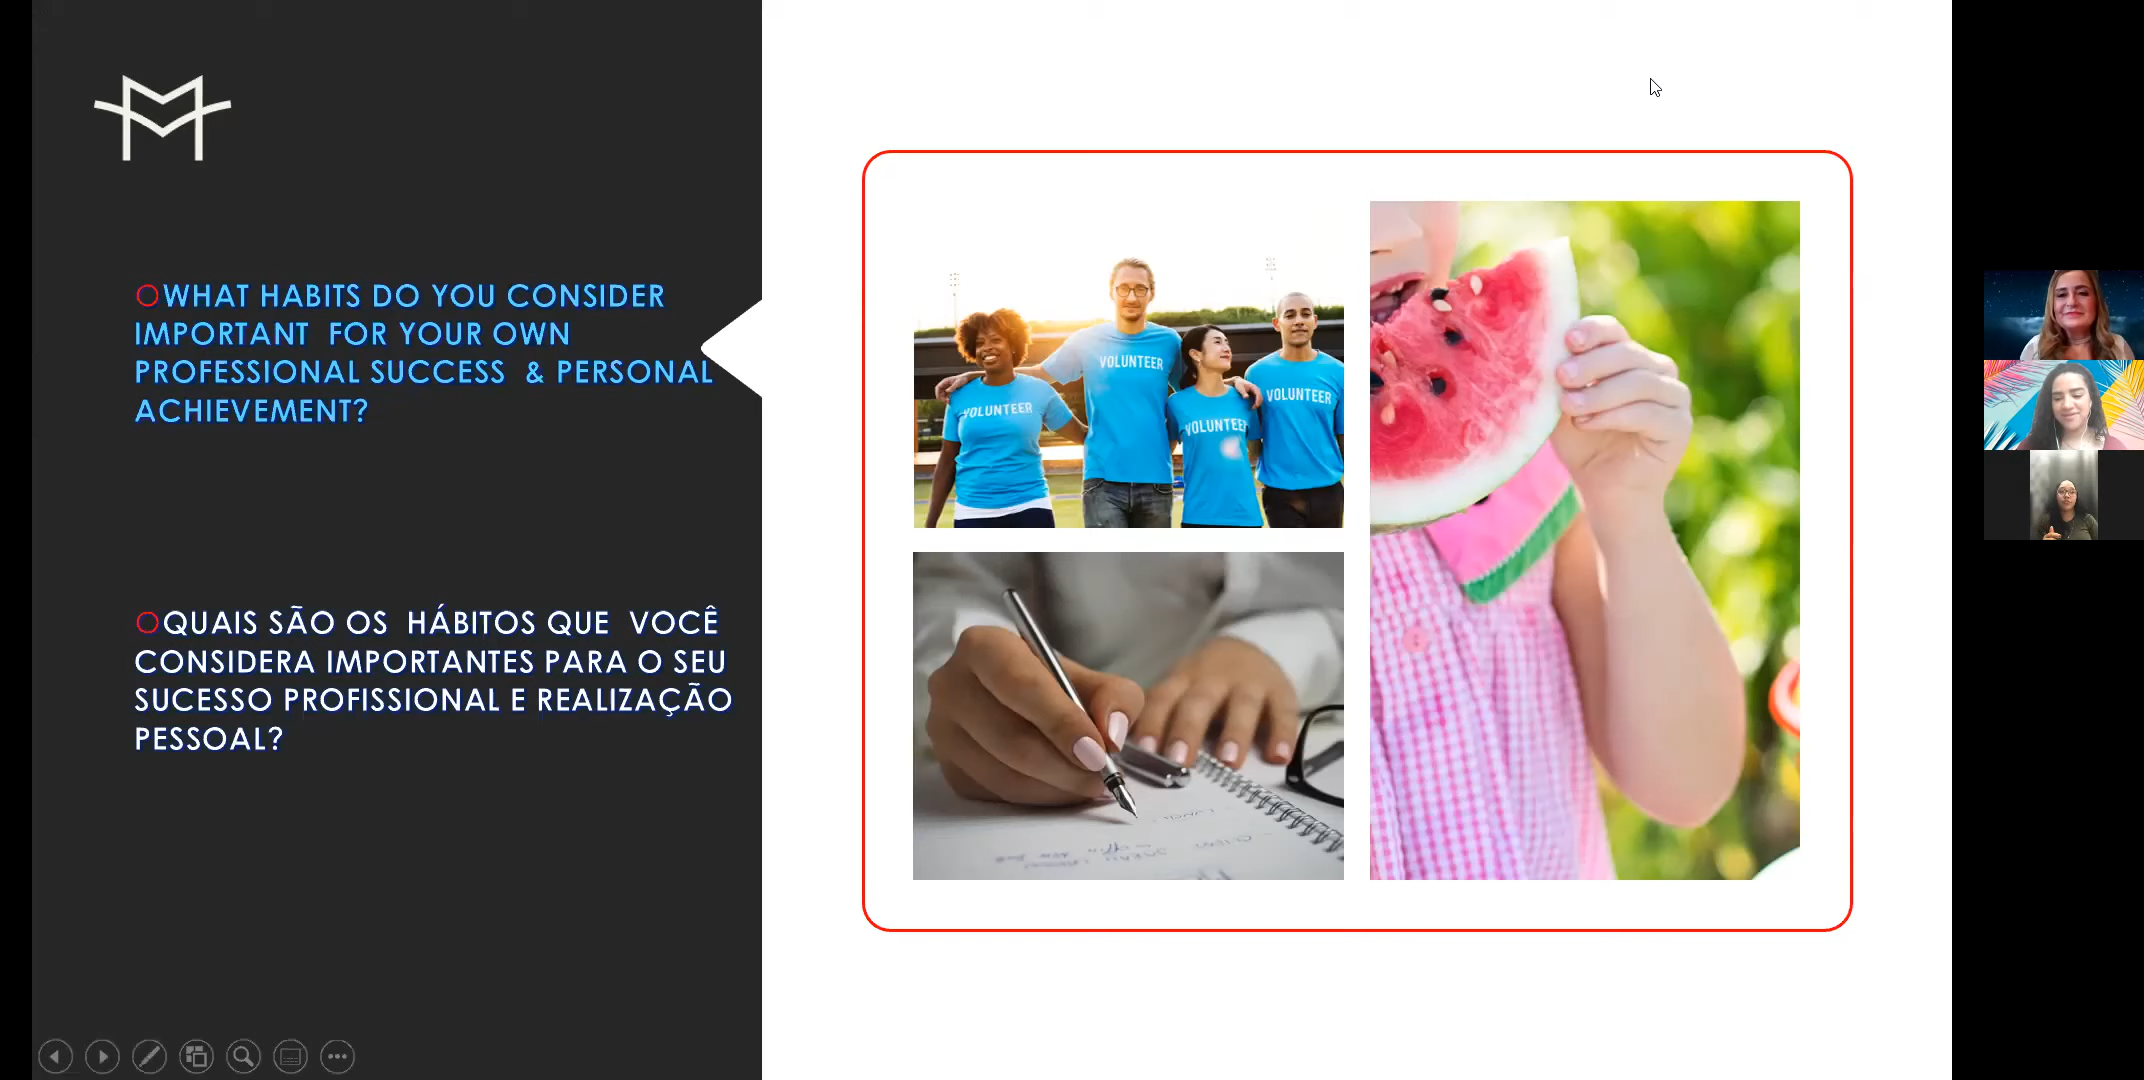 WHAT HABITS DO YOU CONSIDER
IMPORTANT FOR YOUR OWN
PROFESSIONAL SUCCESS & PERSONAL
ACHIEVEMENT?
QUAIS SÃO OS HÁBITOS QUE VOCÊ
CONSIDERA IMPORTANTES PARA O SEU
SUCESSO PROFISSIONAL E REALIZAÇÃO
PESSOAL?
VOLUNTEER
VOLUNTEER
VOLUNTEER
VOLUNTEER